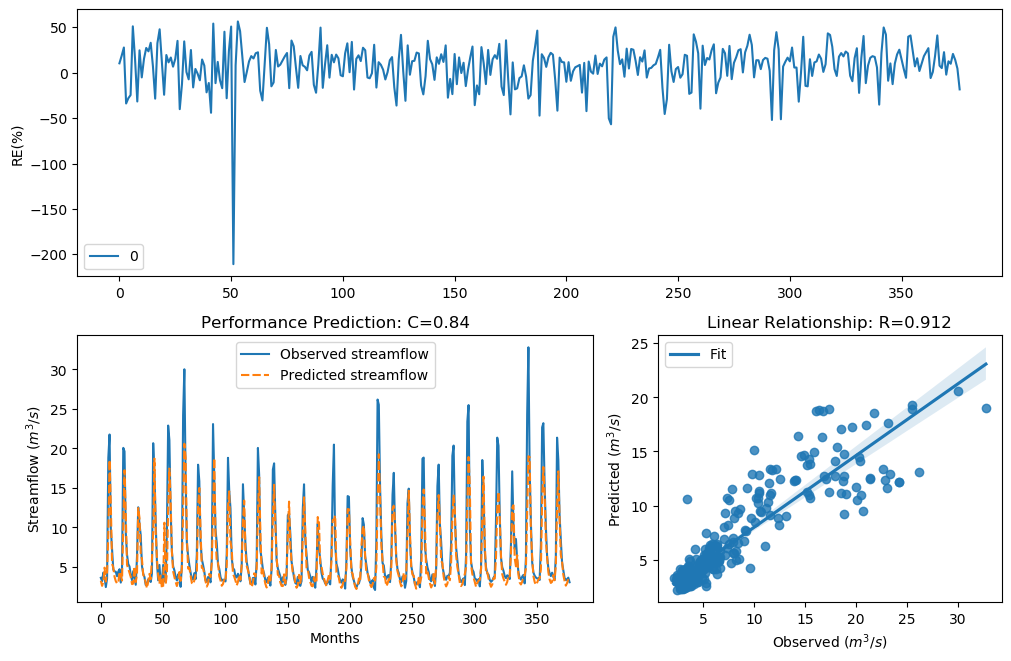 50
0
−50
−100
−150
−200
RE(%)
0
0 50 100 150 200 250 300 350
Performance Prediction: C=0.84
Observed streamflow
Predicted streamflow
30
25
20
15
10
5
Streamflow (m³/s)
0 50 100 150 200 250 300 350
Months
Linear Relationship: R=0.912
Fit
25
20
15
10
5
Predicted (m³/s)
5 10 15 20 25 30
Observed (m³/s)